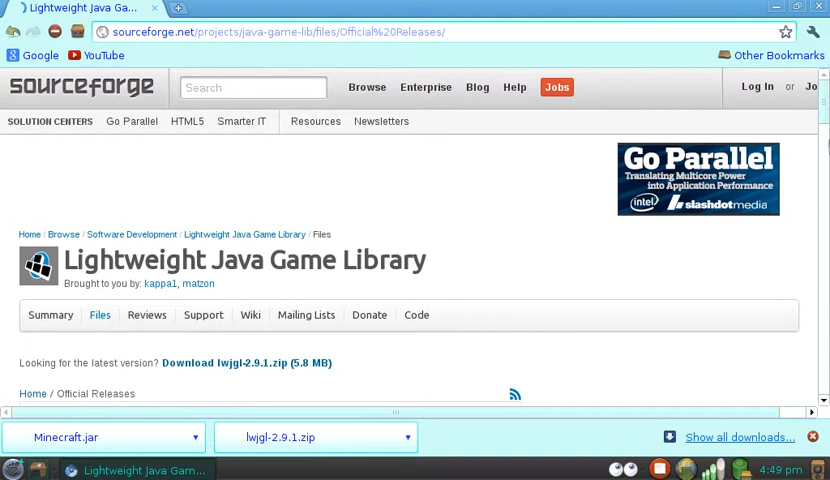 Lightweight Java Ga...
sourceforge.net/projects/java-game-lib/files/Official%20Releases/
Google YouTube Other Bookmarks
sourceforge Search Browse Enterprise Blog Help Jobs Log In or Jo
SOLUTION CENTERS Go Parallel HTML5 Smarter IT Resources Newsletters
Go Parallel
Translating Multicore Power
into Application Performance
intel slashdotmedia
Home / Browse / Software Development / Lightweight Java Game Library / Files
Lightweight Java Game Library
Brought to you by: kappa1, matzon
Summary Files Reviews Support Wiki Mailing Lists Donate Code
Looking for the latest version? Download lwjgl-2.9.1.zip (5.8 MB)
Home / Official Releases
Minecraft.jar lwjgl-2.9.1.zip Show all downloads...
Lightweight Java Gam... 4:49 pm